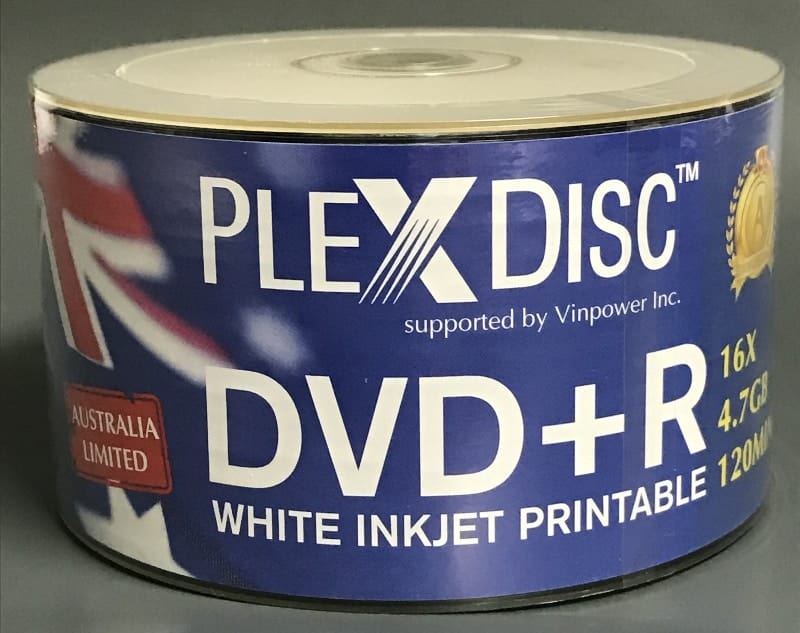 PLEXDISC™
supported by Vinpower Inc.
A
16X
4.7GB
120MIN
AUSTRALIA
LIMITED
DVD+R
WHITE INKJET PRINTABLE